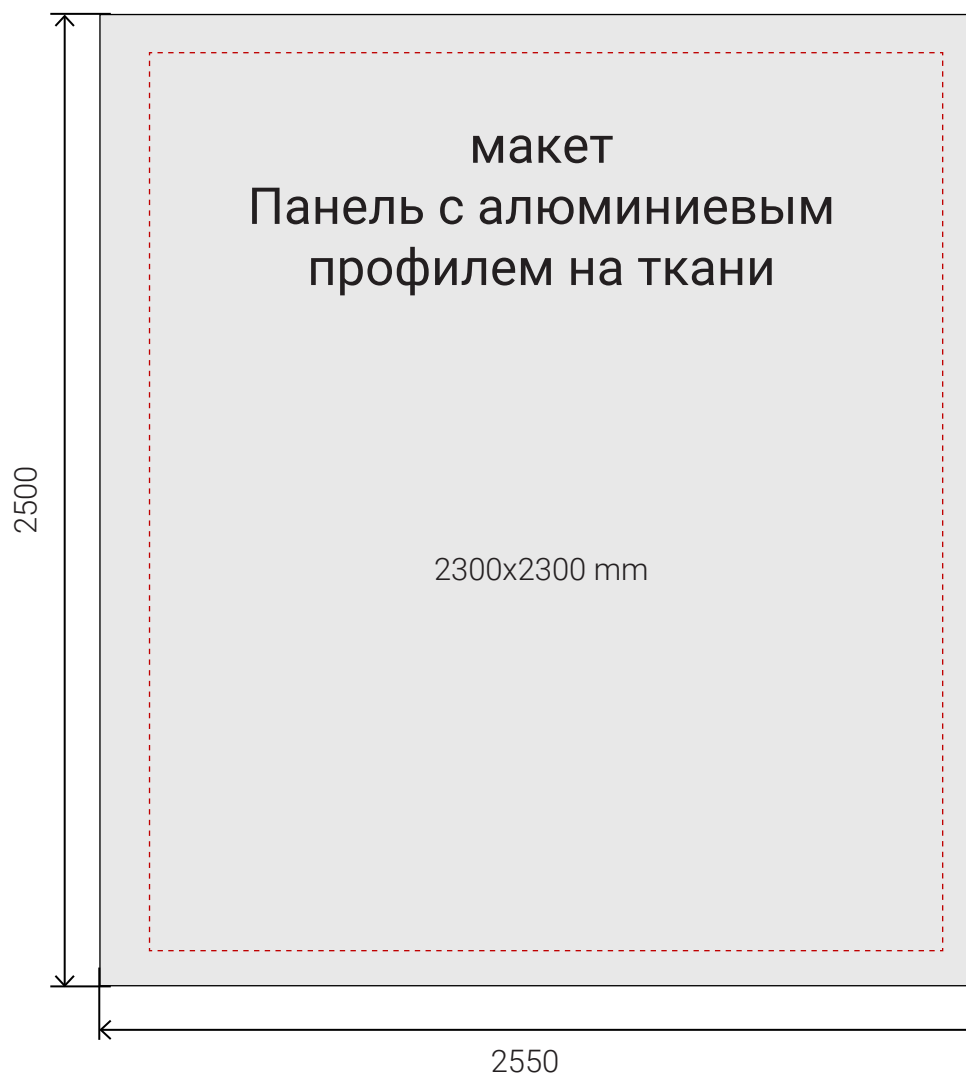 макет
Панель с алюминиевым
профилем на ткани
2500
2300x2300 mm
2550